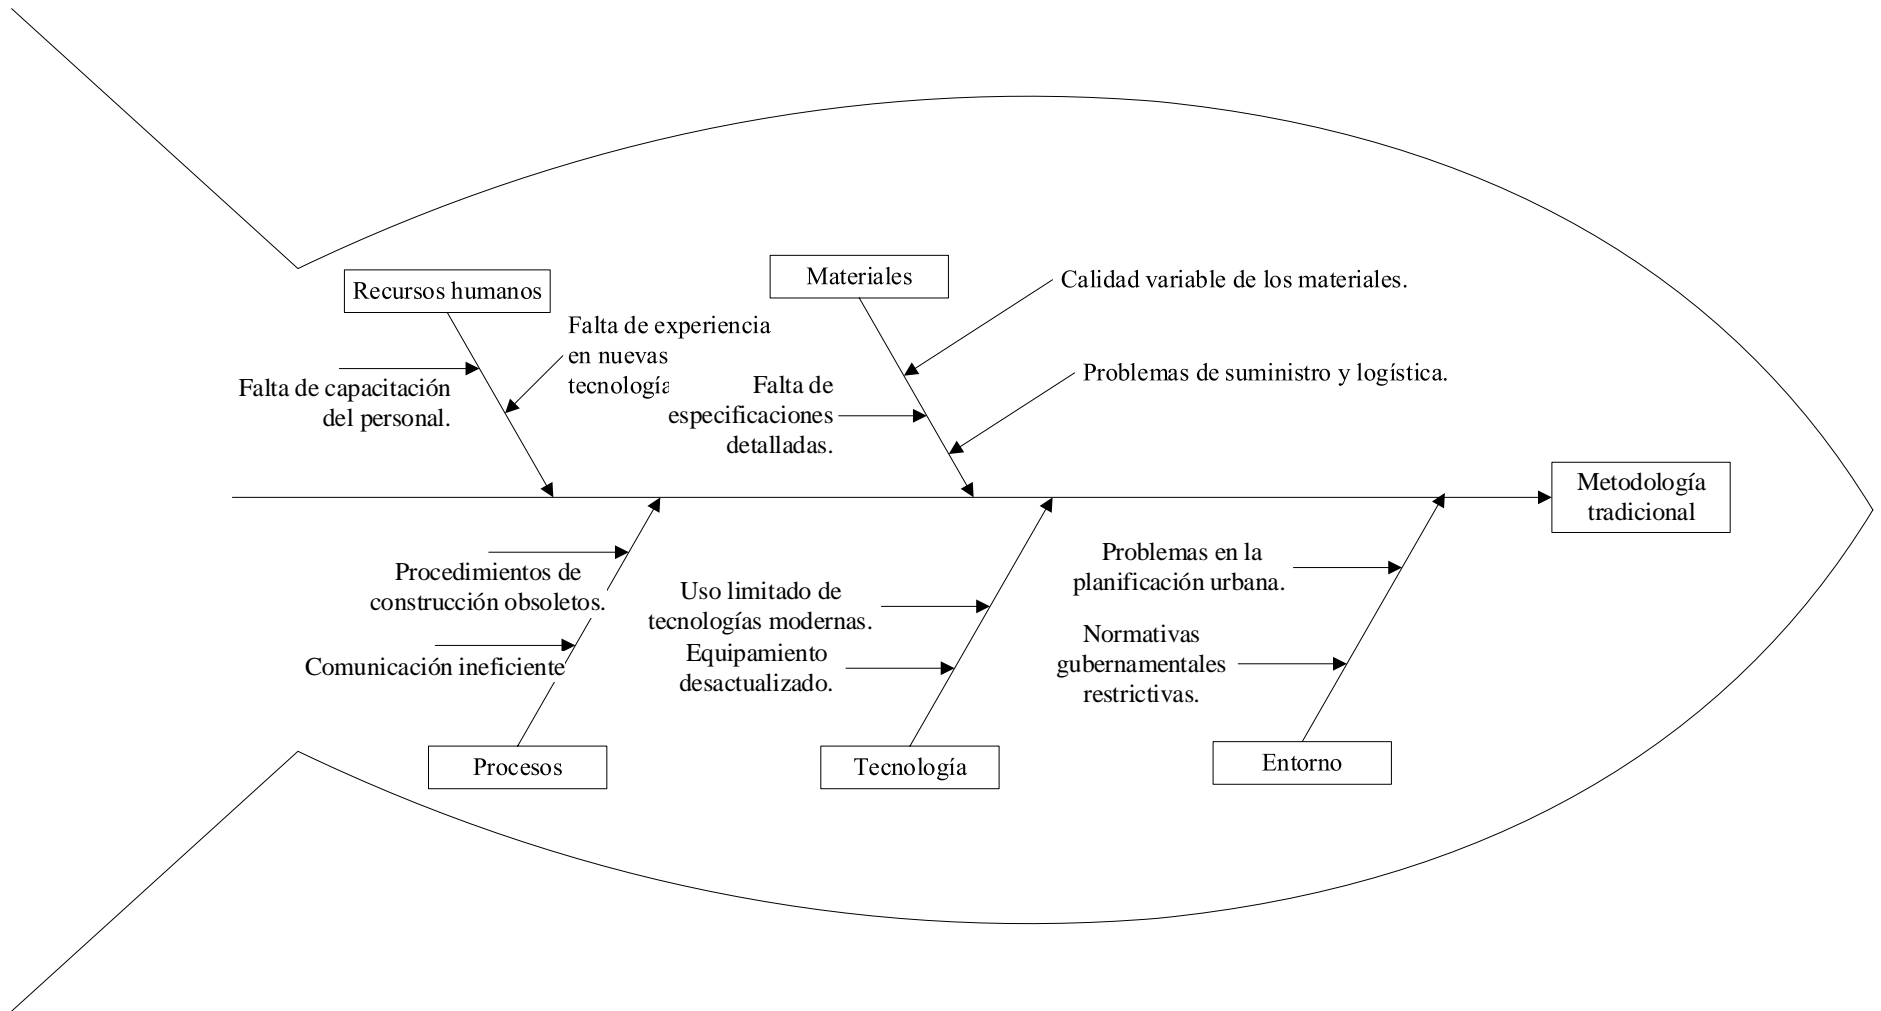 Recursos humanos
Falta de capacitación
del personal.
Falta de experiencia
en nuevas
tecnología
Materiales
Calidad variable de los materiales.
Falta de
especificaciones
detalladas.
Problemas de suministro y logística.
Metodología
tradicional
Procedimientos de
construcción obsoletos.
Comunicación ineficiente
Procesos
Uso limitado de
tecnologías modernas.
Equipamiento
desactualizado.
Tecnología
Problemas en la
planificación urbana.
Normativas
gubernamentales
restrictivas.
Entorno